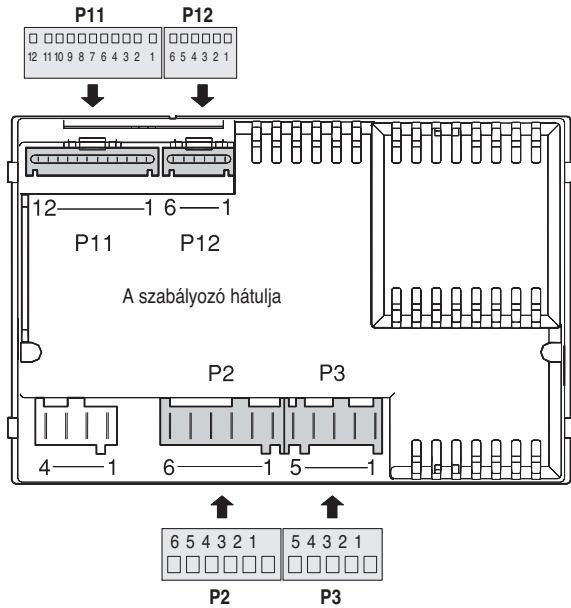 P11 P12
12 11 10 9 8 7 6 4 3 2 1 6 5 4 3 2 1
12 1 6 1
P11 P12
A szabályozó hátulja
P2 P3
4 1 6 1 5 1
6 5 4 3 2 1 5 4 3 2 1
P2 P3